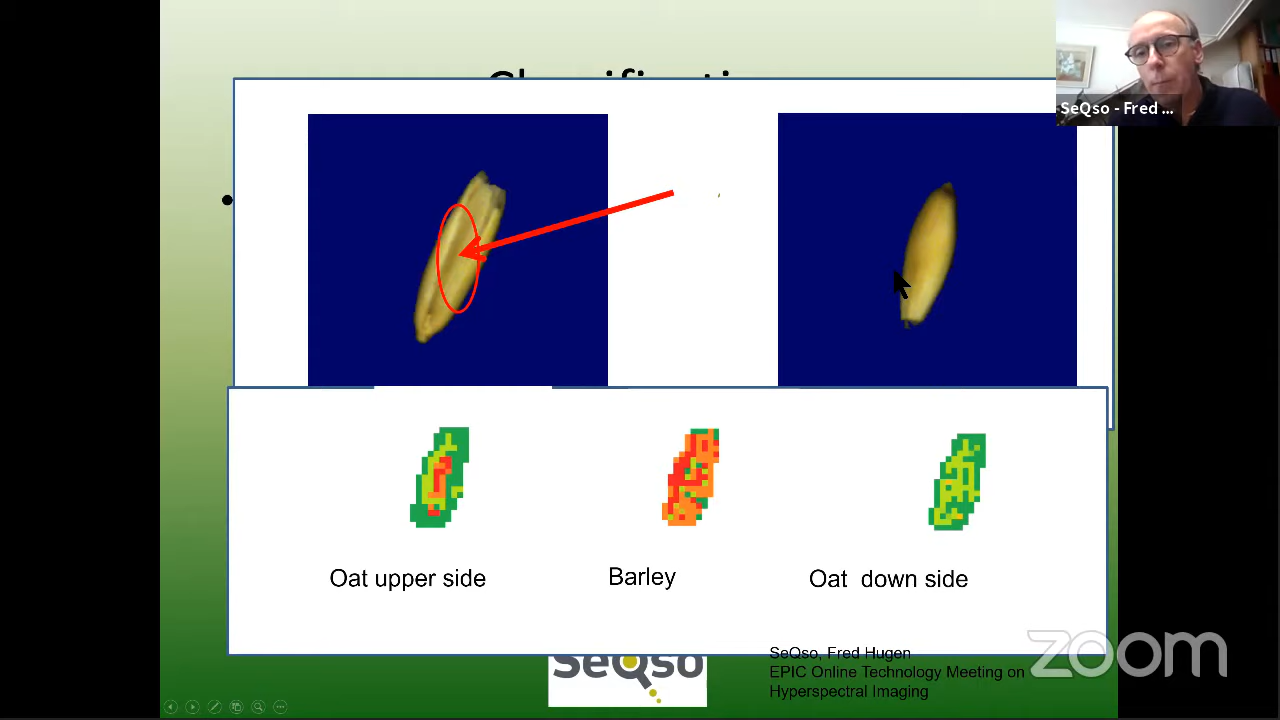 SeQso - Fred ...
Oat upper side
Barley
Oat down side
SeQso
SeQso, Fred Hugen
EPIC Online Technology Meeting on
Hyperspectral Imaging
zoom